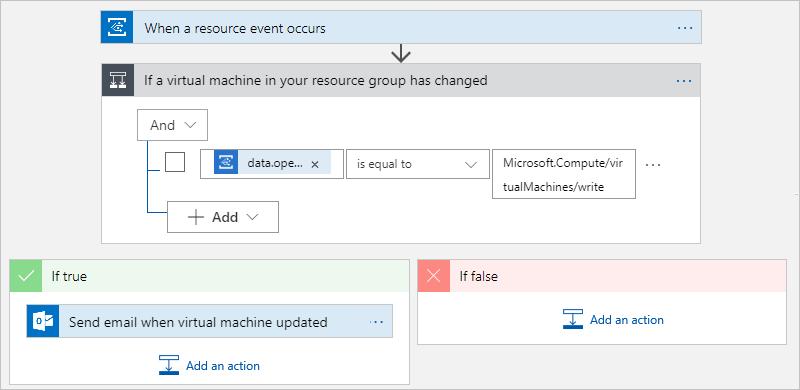 When a resource event occurs
...
If a virtual machine in your resource group has changed
...
And
data.ope... x is equal to Microsoft.Compute/vir
tualMachines/write
...
+ Add
If true
If false
Send email when virtual machine updated
...
Add an action
Add an action